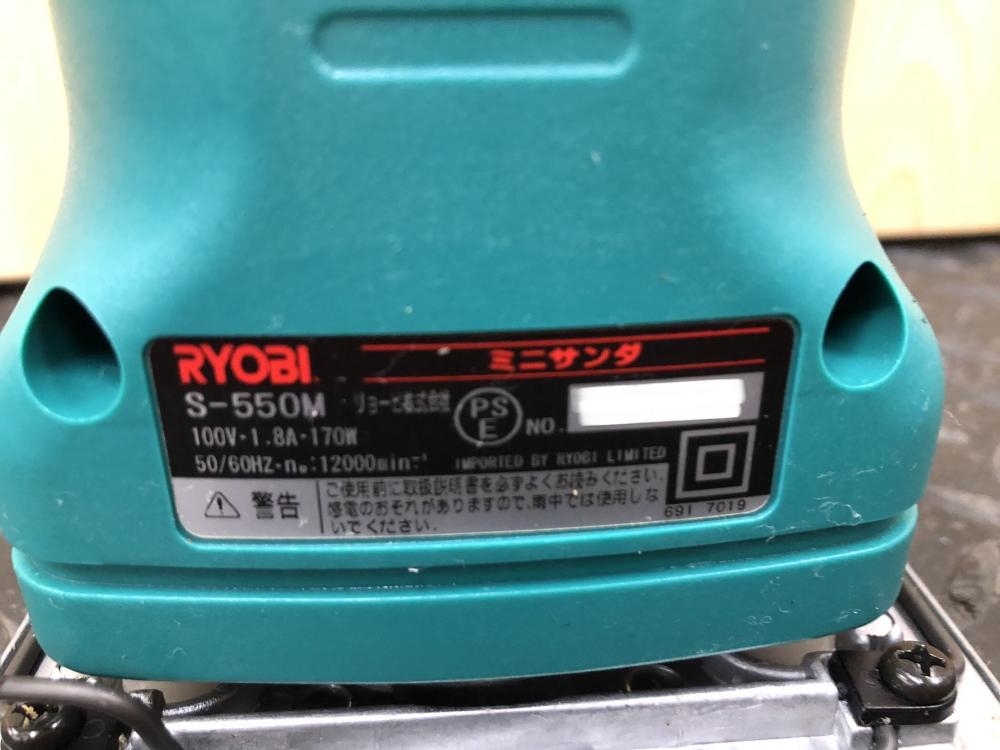 RYOBI ミニサンダ
S-550M リョービ株式会社 PS E NO.
100V・1.8A・170W
50/60HZ・n₀:12000min⁻¹ IMPORTED BY RYOBI LIMITED
警告 ご使用前に取扱説明書を必ずよくお読みください。
感電のおそれがありますので、雨中では使用しな
いでください。
691 7019